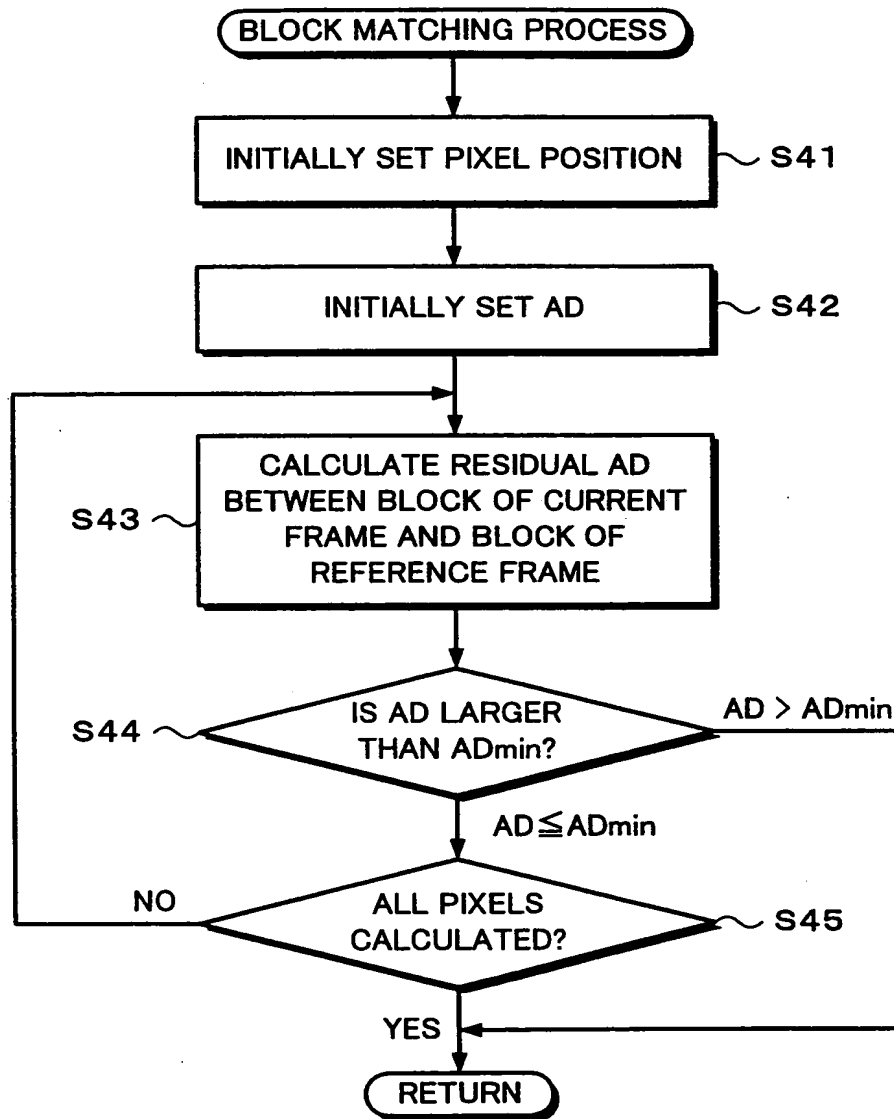 BLOCK MATCHING PROCESS
INITIALLY SET PIXEL POSITION
S41
INITIALLY SET AD
S42
CALCULATE RESIDUAL AD
BETWEEN BLOCK OF CURRENT
FRAME AND BLOCK OF
REFERENCE FRAME
S43
IS AD LARGER
THAN ADmin?
S44
AD > ADmin
AD ≦ ADmin
ALL PIXELS
CALCULATED?
S45
NO
YES
RETURN